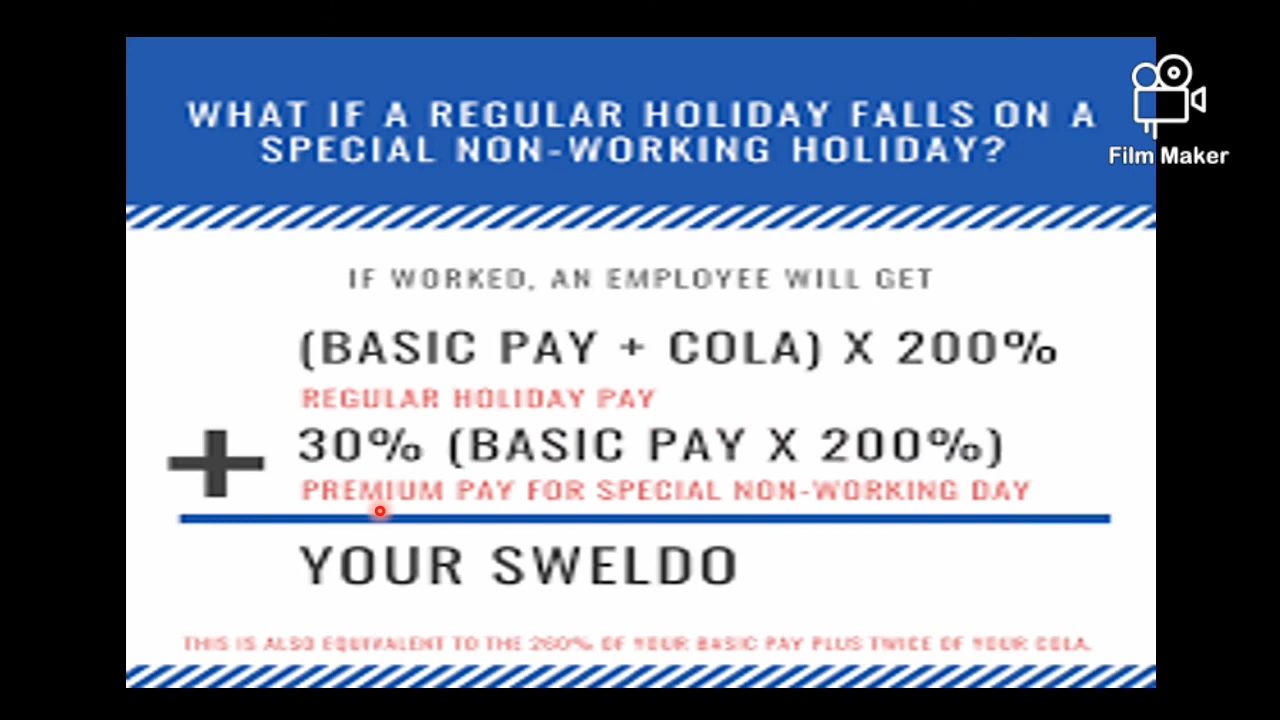 WHAT IF A REGULAR HOLIDAY FALLS ON A
SPECIAL NON-WORKING HOLIDAY?
Film Maker
IF WORKED, AN EMPLOYEE WILL GET
(BASIC PAY + COLA) X 200%
REGULAR HOLIDAY PAY
+ 30% (BASIC PAY X 200%)
PREMIUM PAY FOR SPECIAL NON-WORKING DAY
YOUR SWELDO
THIS IS ALSO EQUIVALENT TO THE 260% OF YOUR BASIC PAY PLUS TWICE OF YOUR COLA.